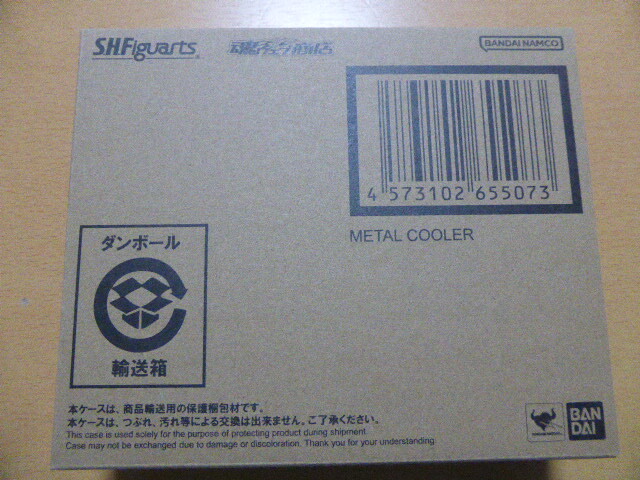 S.H.Figuarts
魂ウェブ商店
BANDAI NAMCO
4 573102 655073
METAL COOLER
ダンボール
輸送箱
本ケースは、商品輸送用の保護梱包材です。
本ケースは、つぶれ、汚れ等による交換は出来ません。ご了承ください。
This case is used solely for the purpose of protecting product during shipment.
Case may not be exchanged due to damage or discoloration. Thank you for your understanding.
BAN
DAI